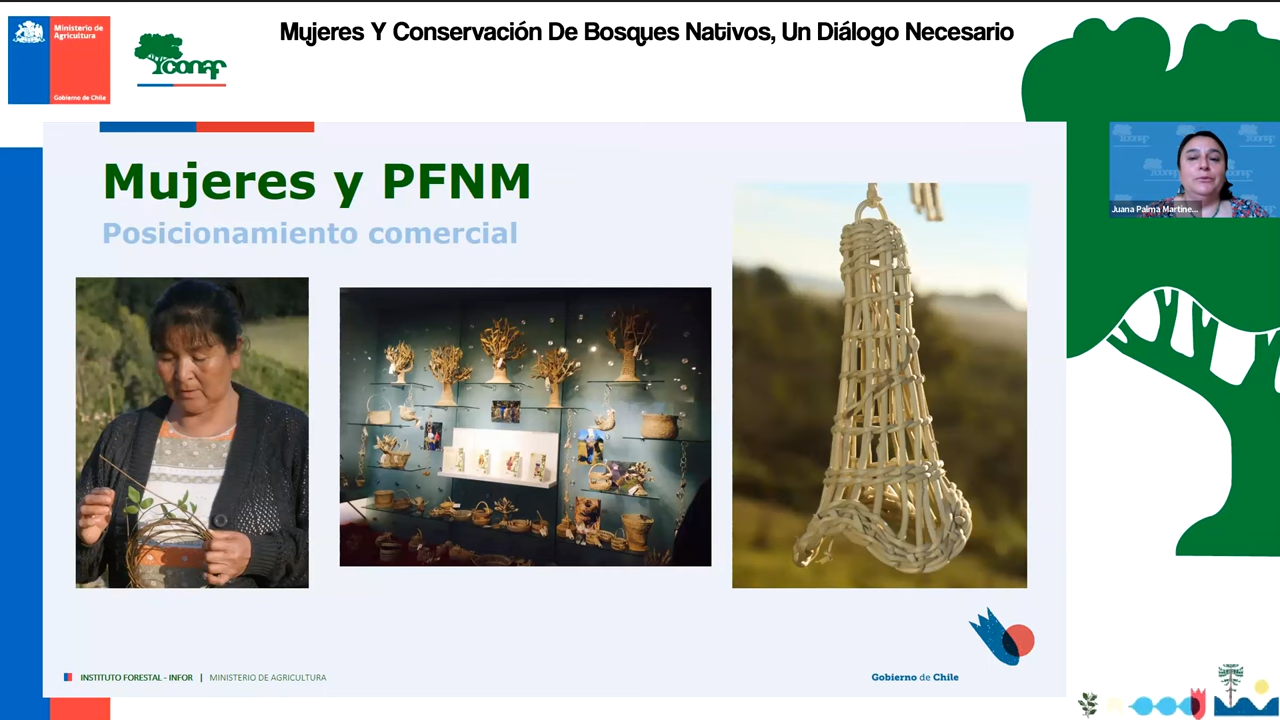 Mujeres Y Conservación De Bosques Nativos, Un Diálogo Necesario
Ministerio de
Agricultura
Gobierno de Chile
conaf
Mujeres y PFNM
Posicionamiento comercial
Juana Palma Martíne...
INSTITUTO FORESTAL - INFOR | MINISTERIO DE AGRICULTURA
Gobierno de Chile